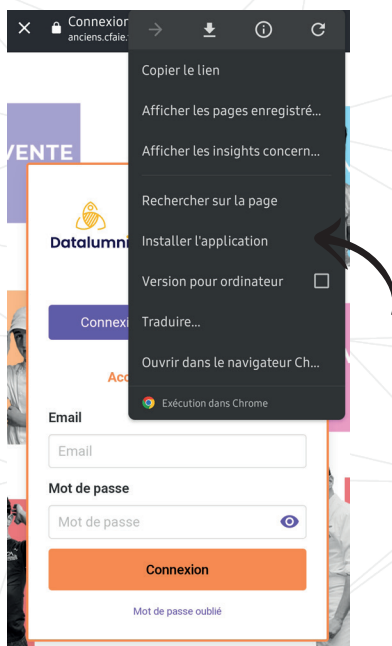 Connexion
anciens.cfaie.
Copier le lien
Afficher les pages enregistré...
Afficher les insights concern...
Rechercher sur la page
Installer l'application
Version pour ordinateur
Traduire...
Ouvrir dans le navigateur Ch...
Exécution dans Chrome
VENTE
Datalumni
Connexi
Acc
Email
Email
Mot de passe
Mot de passe
Connexion
Mot de passe oublié